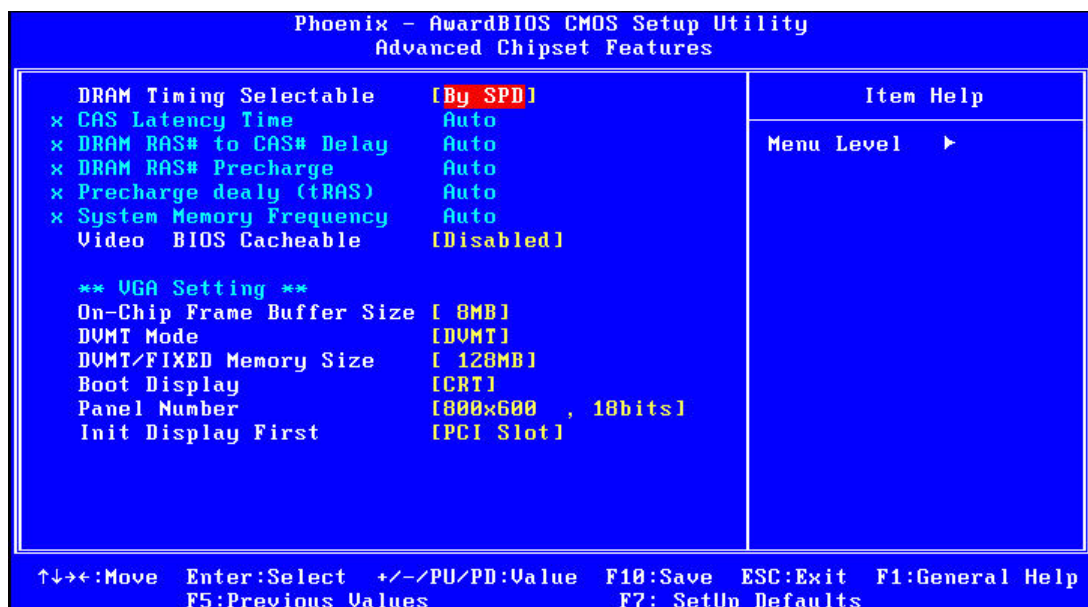 Phoenix - AwardBIOS CMOS Setup Utility
Advanced Chipset Features
DRAM Timing Selectable [By SPD]
x CAS Latency Time Auto
x DRAM RAS# to CAS# Delay Auto
x DRAM RAS# Precharge Auto
x Precharge dealy (tRAS) Auto
x System Memory Frequency Auto
Video BIOS Cacheable [Disabled]
** VGA Setting **
On-Chip Frame Buffer Size [ 8MB]
DVMT Mode [DVMT]
DVMT/FIXED Memory Size [ 128MB]
Boot Display [CRT]
Panel Number [800x600 , 18bits]
Init Display First [PCI Slot]
Item Help
Menu Level ►
↑↓→←:Move Enter:Select +/-/PU/PD:Value F10:Save ESC:Exit F1:General Help
F5:Previous Values F7: SetUp Defaults